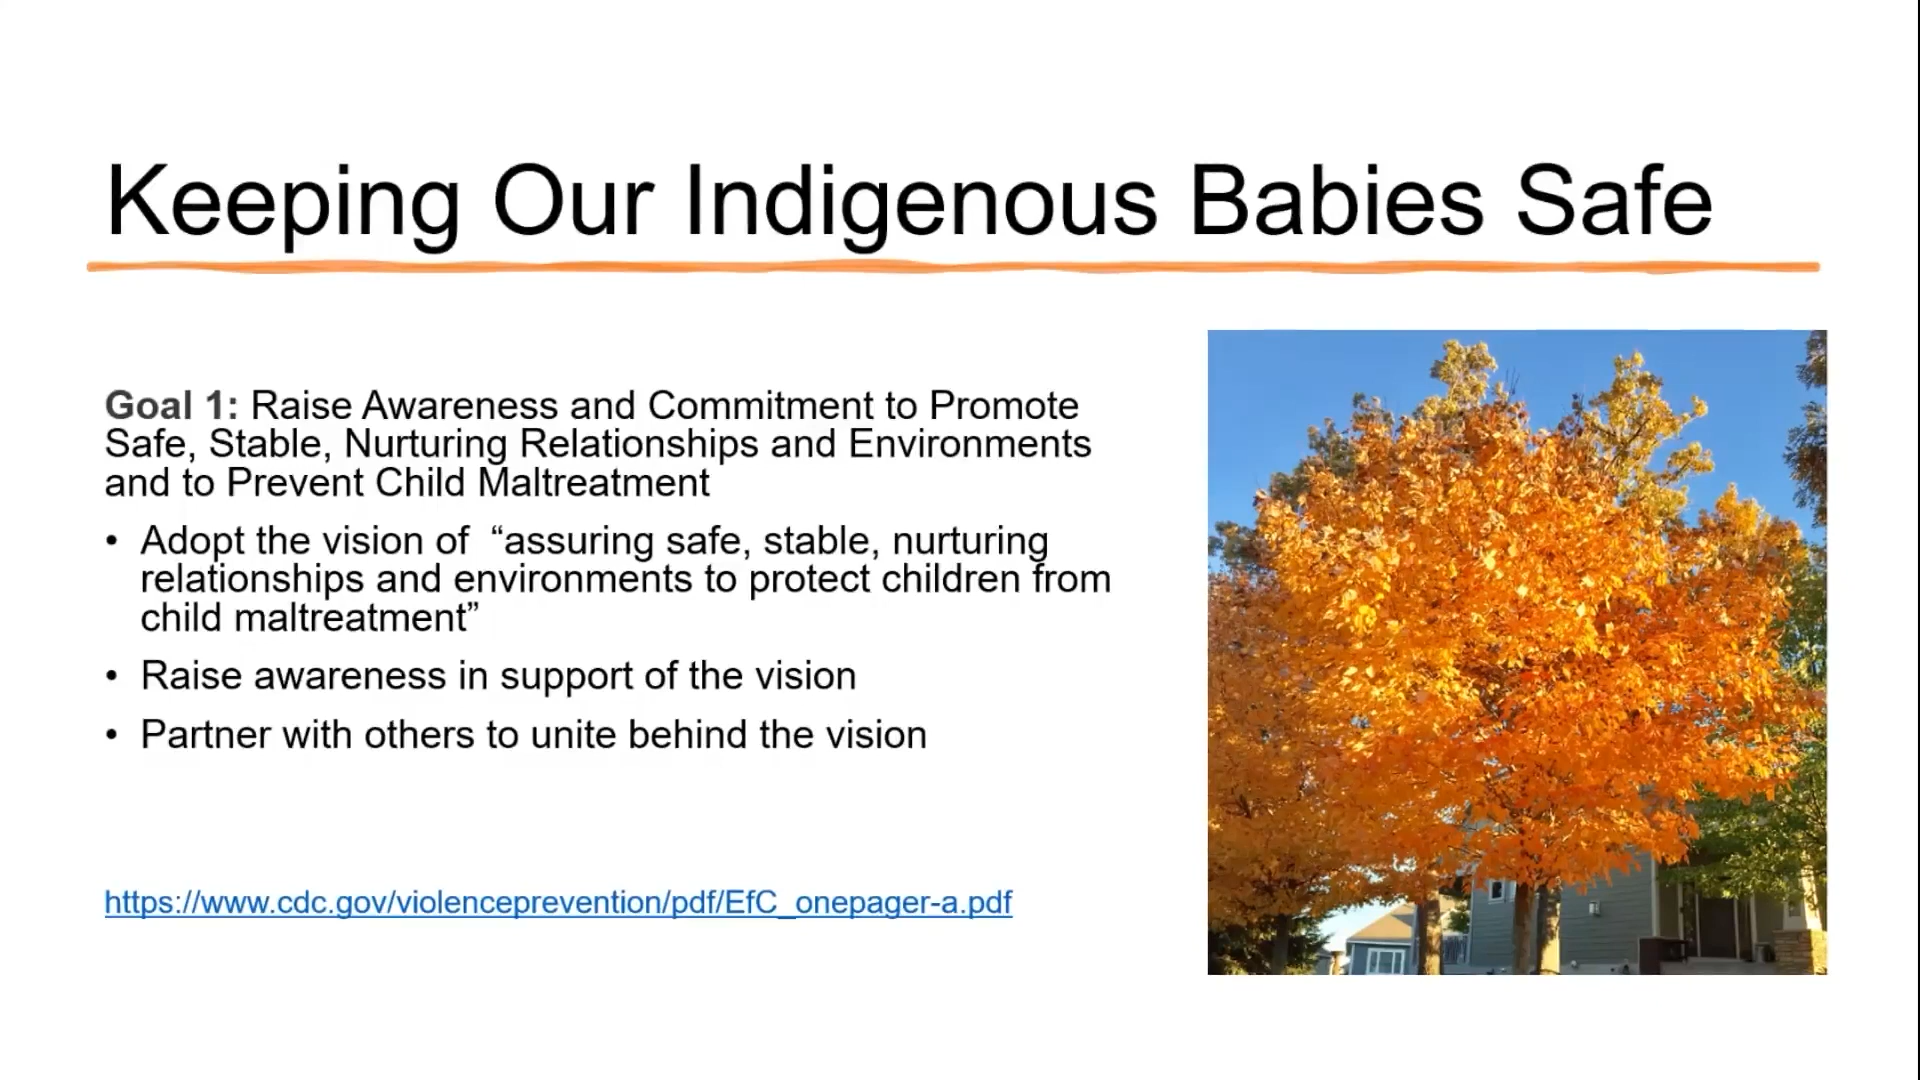 Keeping Our Indigenous Babies Safe
Goal 1: Raise Awareness and Commitment to Promote
Safe, Stable, Nurturing Relationships and Environments
and to Prevent Child Maltreatment
• Adopt the vision of  “assuring safe, stable, nurturing
relationships and environments to protect children from
child maltreatment”
• Raise awareness in support of the vision
• Partner with others to unite behind the vision
https://www.cdc.gov/violenceprevention/pdf/EfC_onepager-a.pdf